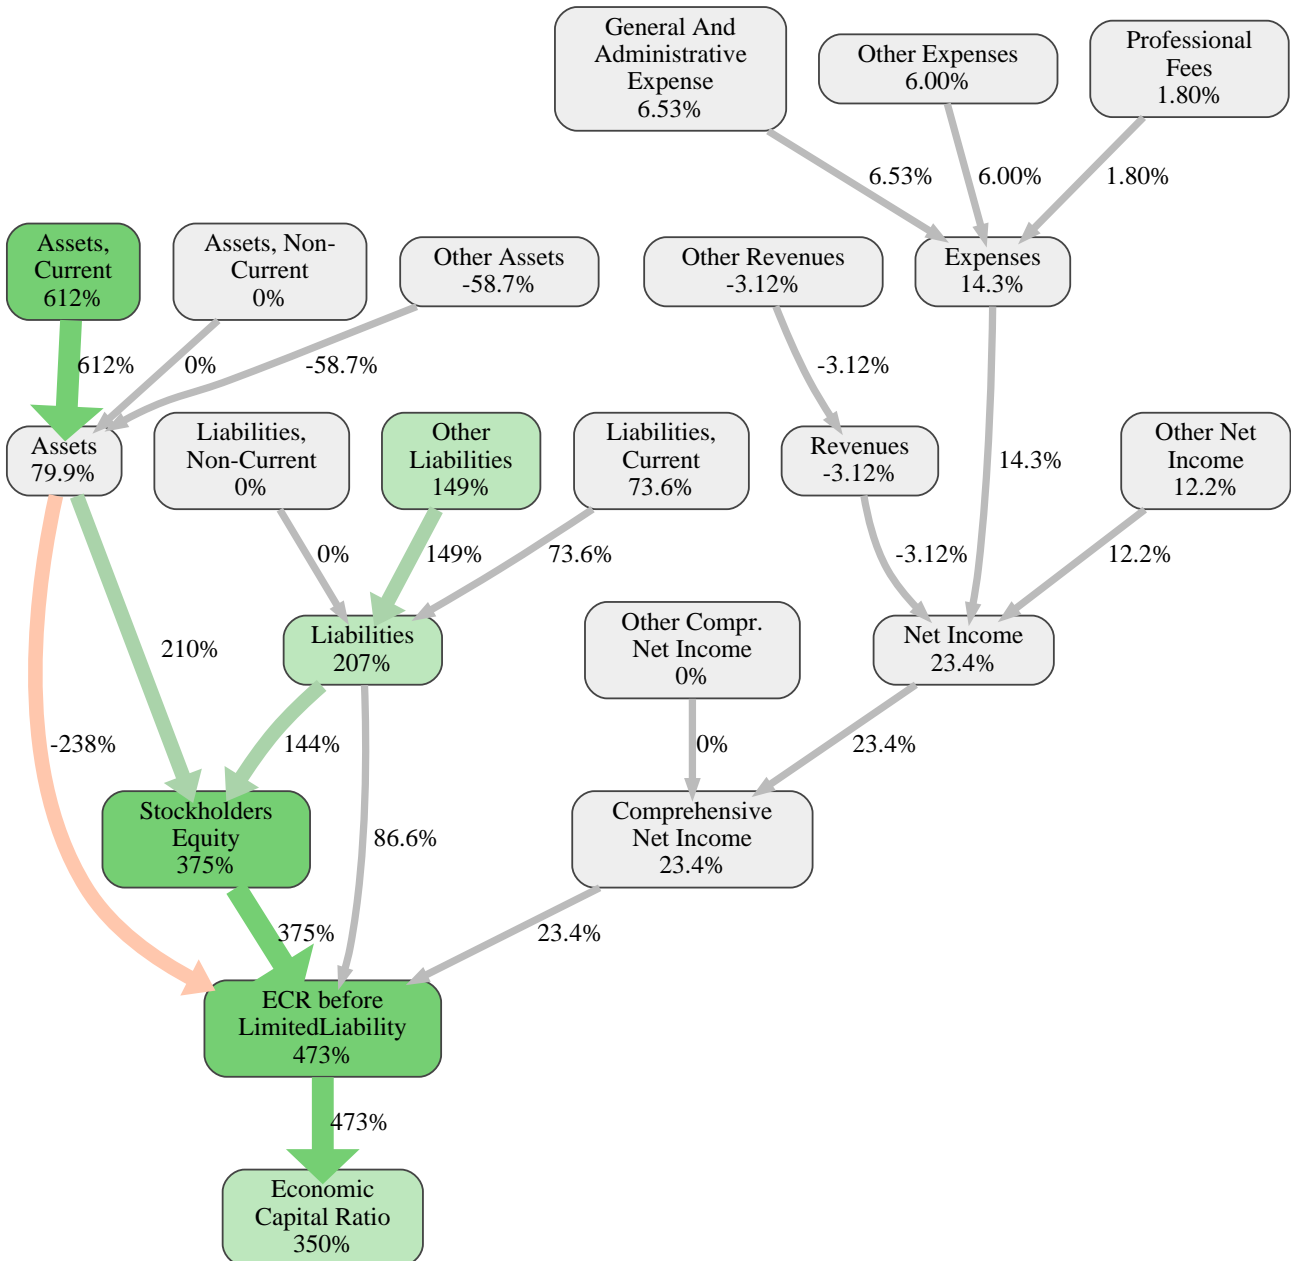 General And
Administrative
Expense
6.53%
Other Expenses
6.00%
Professional
Fees
1.80%
6.53%
6.00%
1.80%
Assets,
Current
612%
Assets, Non-
Current
0%
Other Assets
-58.7%
Other Revenues
-3.12%
Expenses
14.3%
612%
0%
-58.7%
-3.12%
Assets
79.9%
Liabilities,
Non-Current
0%
Other
Liabilities
149%
Liabilities,
Current
73.6%
Revenues
-3.12%
14.3%
Other Net
Income
12.2%
0%
149%
73.6%
-3.12%
12.2%
210%
Liabilities
207%
Other Compr.
Net Income
0%
Net Income
23.4%
-238%
144%
0%
23.4%
Stockholders
Equity
375%
86.6%
Comprehensive
Net Income
23.4%
375%
23.4%
ECR before
LimitedLiability
473%
473%
Economic
Capital Ratio
350%